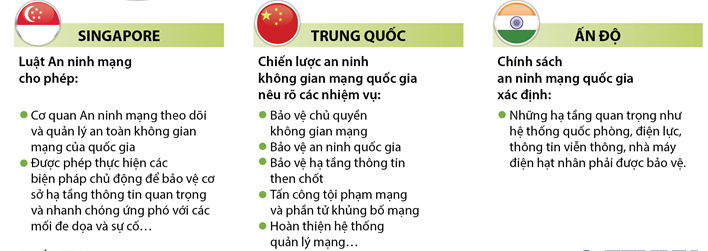 SINGAPORE
Luật An ninh mạng
cho phép:
Cơ quan An ninh mạng theo dõi
và quản lý an toàn không gian
mạng của quốc gia
Được phép thực hiện các
biện pháp chủ động để bảo vệ cơ
sở hạ tầng thông tin quan trọng
và nhanh chóng ứng phó với các
mối đe dọa và sự cố…
TRUNG QUỐC
Chiến lược an ninh
không gian mạng quốc gia
nêu rõ các nhiệm vụ:
Bảo vệ chủ quyền
không gian mạng
Bảo vệ an ninh quốc gia
Bảo vệ hạ tầng thông tin
then chốt
Tấn công tội phạm mạng
và phần tử khủng bố mạng
Hoàn thiện hệ thống
quản lý mạng…
ẤN ĐỘ
Chính sách
an ninh mạng quốc gia
xác định:
Những hạ tầng quan trọng như
hệ thống quốc phòng, điện lực,
thông tin viễn thông, nhà máy
điện hạt nhân phải được bảo vệ.